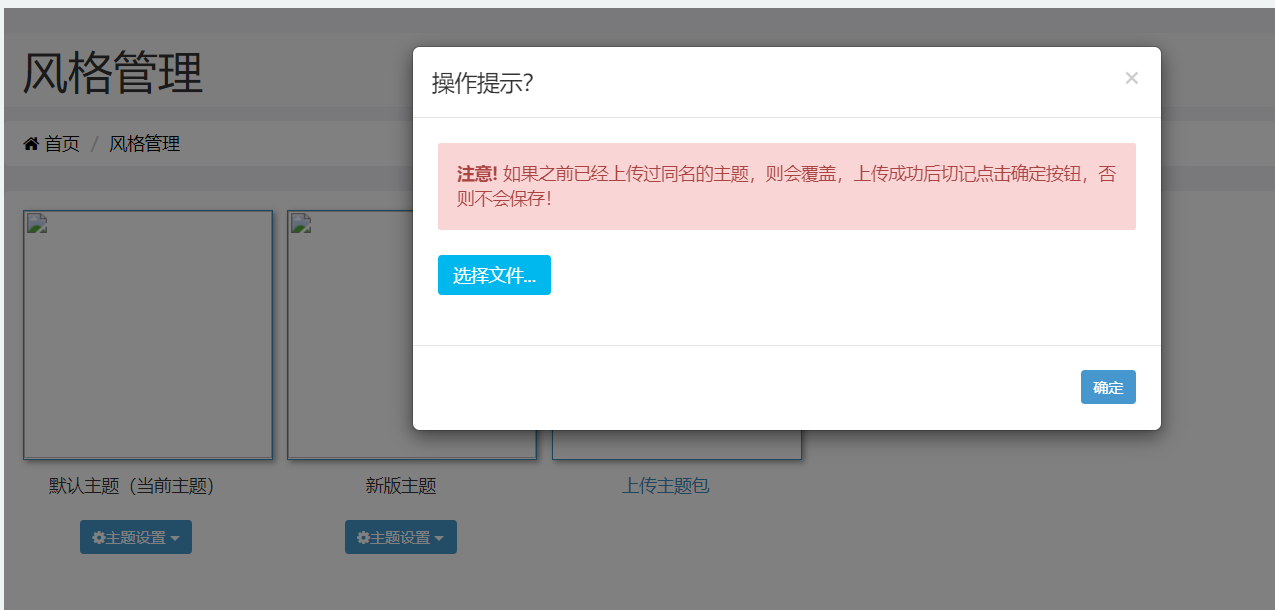 风格管理
首页 / 风格管理
操作提示?
×
注意! 如果之前已经上传过同名的主题，则会覆盖，上传成功后切记点击确定按钮，否
则不会保存！
选择文件...
确定
默认主题（当前主题）
新版主题
上传主题包
主题设置
主题设置